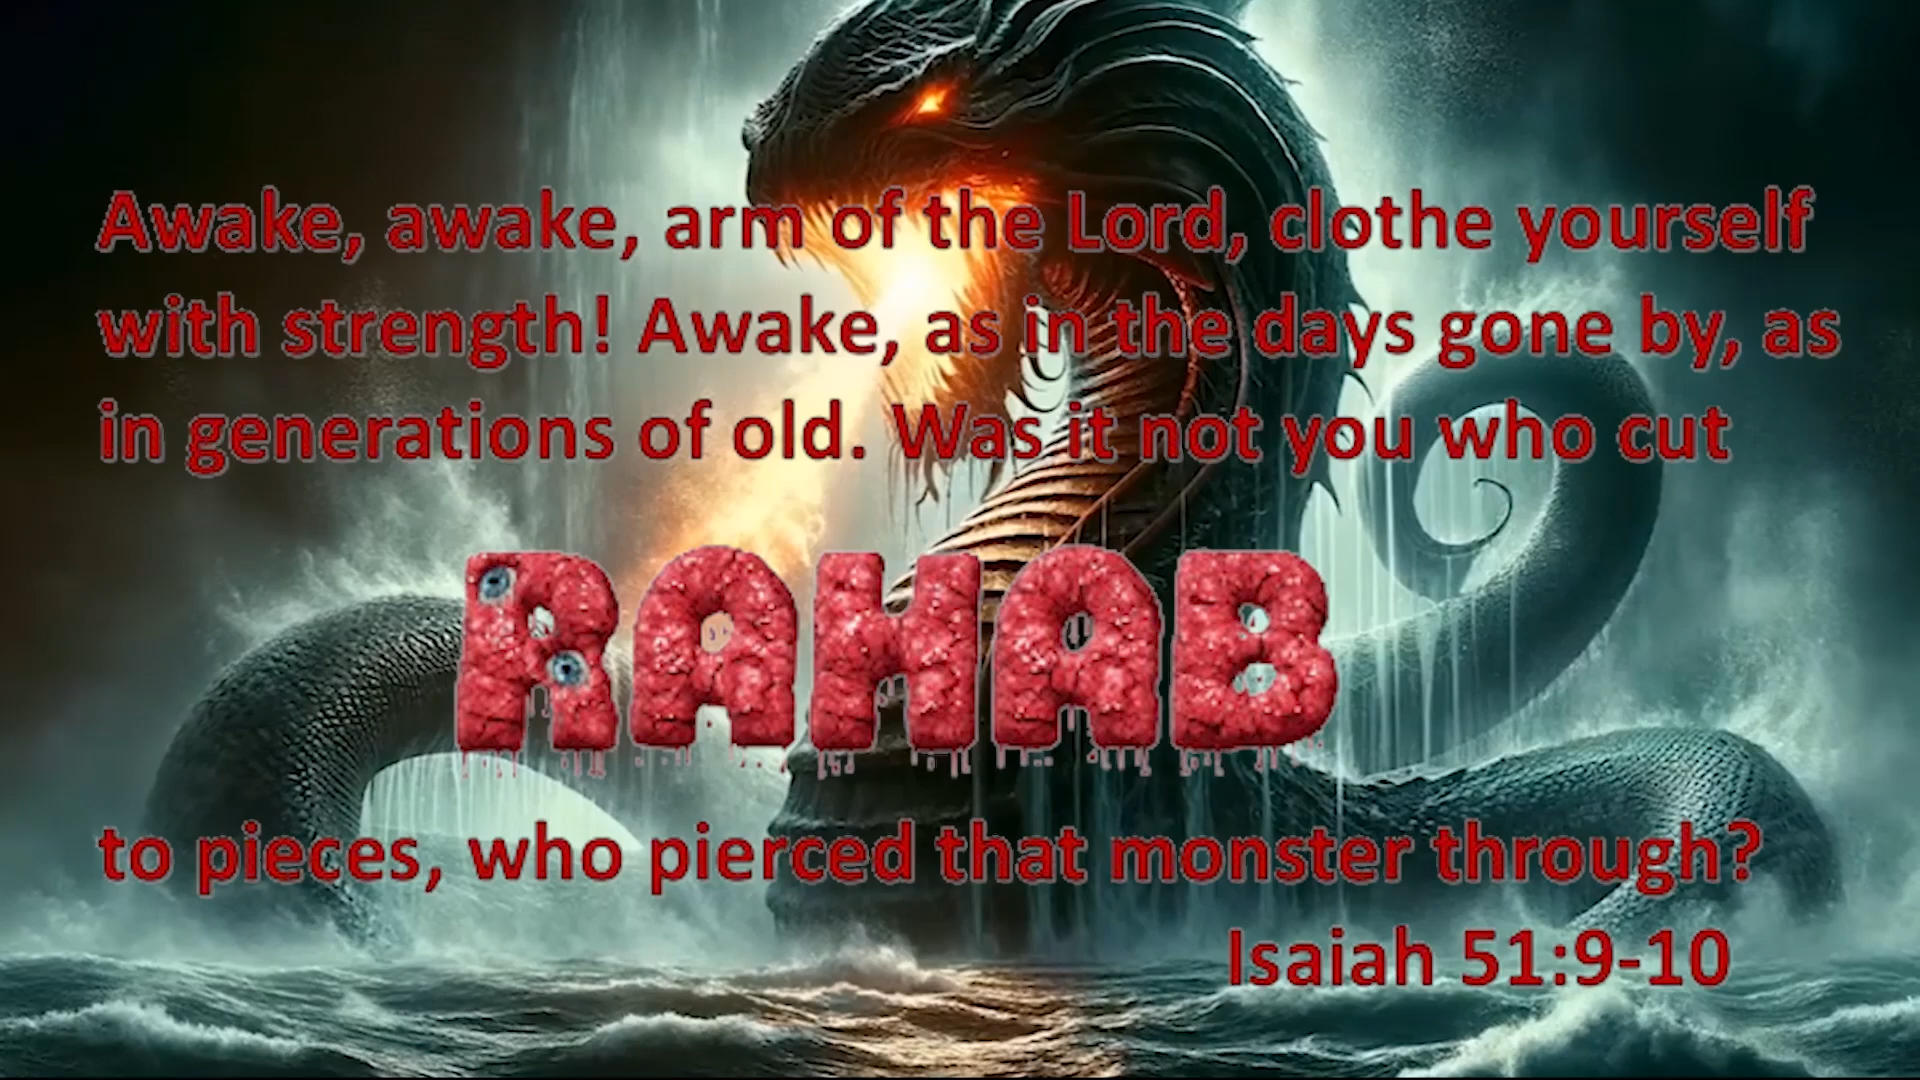 Awake, awake, arm of the Lord, clothe yourself
with strength! Awake, as in the days gone by, as
in generations of old. Was it not you who cut
RAHAB
to pieces, who pierced that monster through?
Isaiah 51:9-10